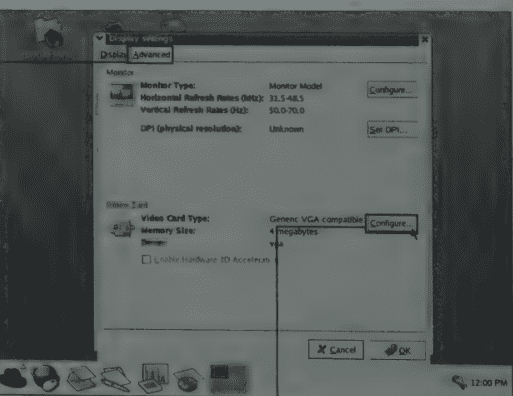 Display settings
Display Advanced
Monitor
Monitor Type: Monitor Model Configure...
Horizontal Refresh Rates (kHz): 31.5-48.5
Vertical Refresh Rates (Hz): 50.0-70.0
DPI (physical resolution): Unknown Set DPI...
Video Card
Video Card Type: Generic VGA compatible Configure...
Memory Size: 4 megabytes
Driver: vga
Enable Hardware 3D Accelerati
Cancel OK
12:00 PM